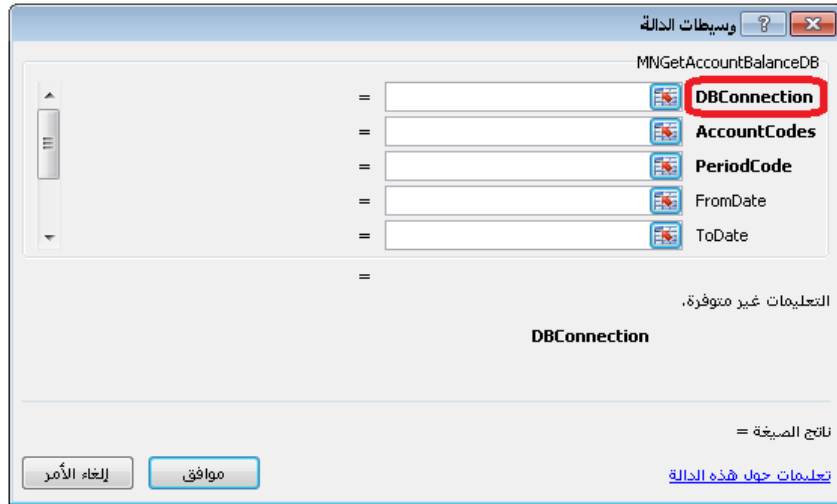 وسيطات الدالة
MNGetAccountBalanceDB
DBConnection =
AccountCodes =
PeriodCode =
FromDate =
ToDate =
=
التعليمات غير متوفرة.
DBConnection
ناتج الصيغة =
تعليمات حول هذه الدالة
موافق
إلغاء الأمر